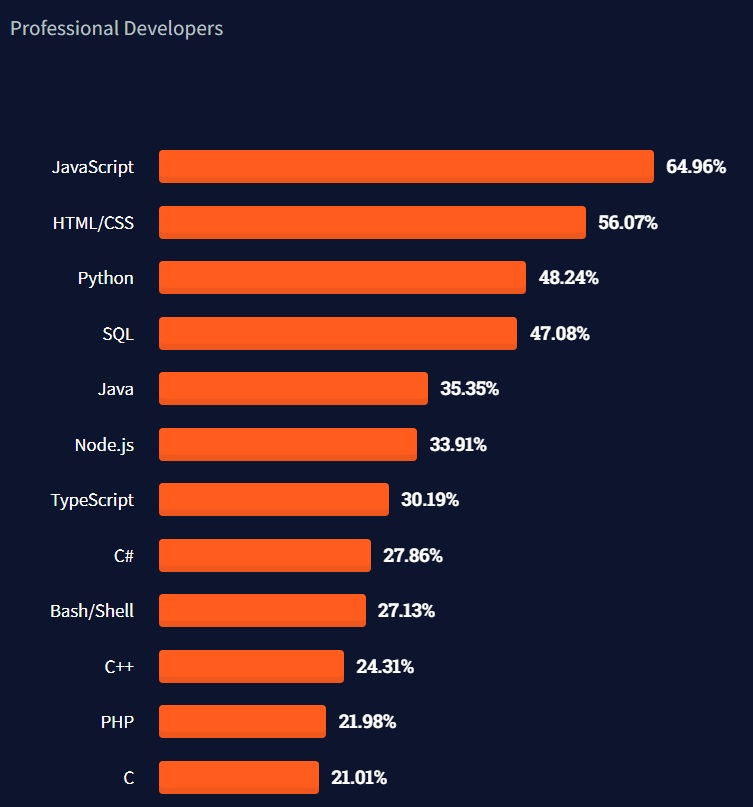 Professional Developers
JavaScript 64.96%
HTML/CSS 56.07%
Python 48.24%
SQL 47.08%
Java 35.35%
Node.js 33.91%
TypeScript 30.19%
C# 27.86%
Bash/Shell 27.13%
C++ 24.31%
PHP 21.98%
C 21.01%